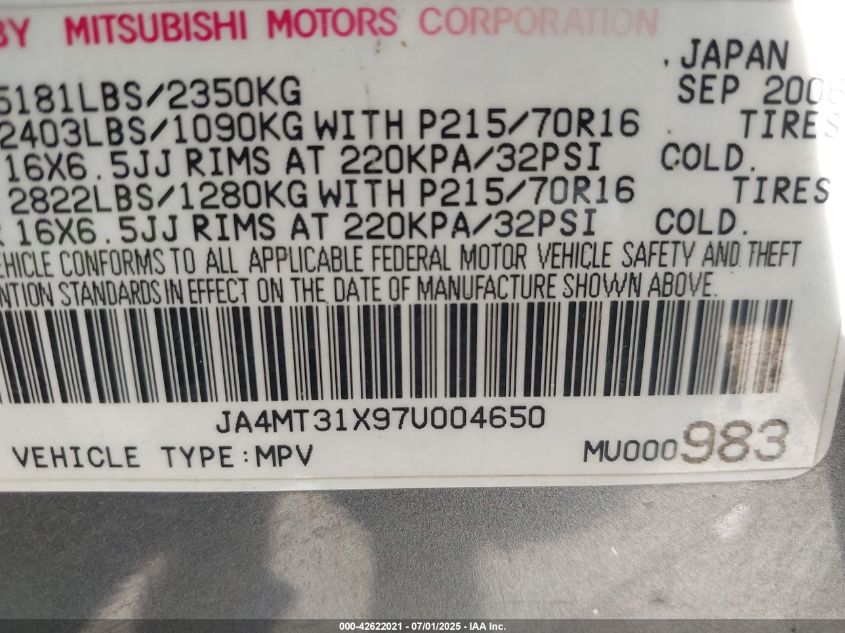 BY MITSUBISHI MOTORS CORPORATION
JAPAN
5181LBS/2350KG SEP 2006
2403LBS/1090KG WITH P215/70R16 TIRES
16X6.5JJ RIMS AT 220KPA/32PSI COLD.
2822LBS/1280KG WITH P215/70R16 TIRES
R 16X6.5JJ RIMS AT 220KPA/32PSI COLD.
EHICLE CONFORMS TO ALL APPLICABLE FEDERAL MOTOR VEHICLE SAFETY AND THEFT
NTION STANDARDS IN EFFECT ON THE DATE OF MANUFACTURE SHOWN ABOVE.
JA4MT31X97U004650
VEHICLE TYPE:MPV MU000983
000-42622021 - 07/01/2025 - IAA Inc.